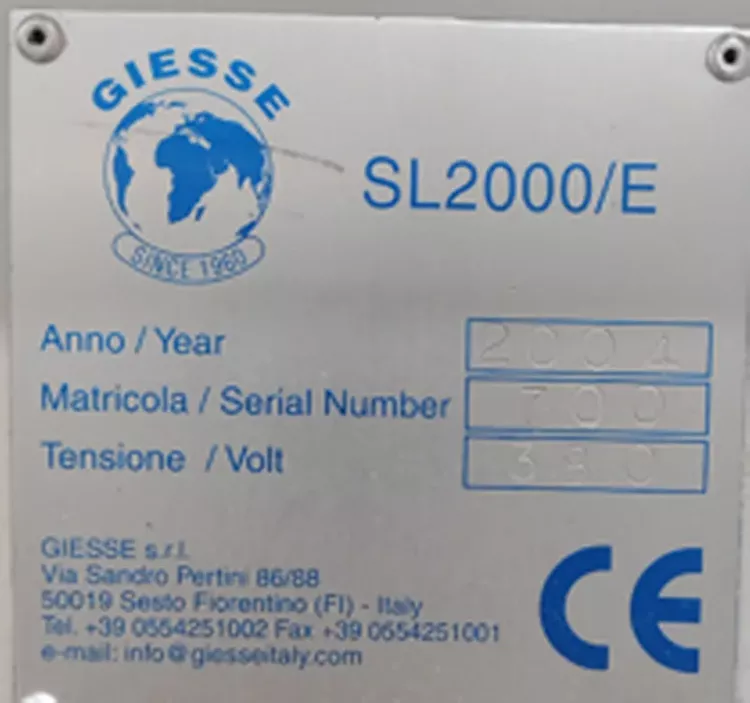 GIESSE
SINCE 1960
SL2000/E
Anno / Year 2001
Matricola / Serial Number 700
Tensione / Volt 380
GIESSE s.r.l.
Via Sandro Pertini 86/88
50019 Sesto Fiorentino (FI) - Italy
Tel. +39 0554251002 Fax +39 0554251001
e-mail: info@giesseitaly.com
CE